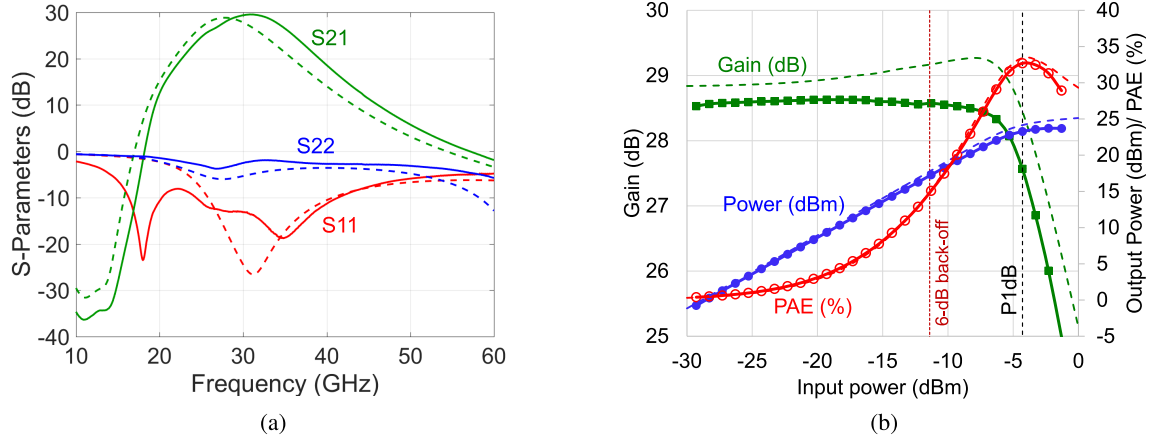 30
20
10
0
-10
-20
-30
-40
S-Parameters (dB)
S21
S22
S11
10 20 30 40 50 60
Frequency (GHz)
(a)
30
29
28
27
26
25
Gain (dB)
Gain (dB)
Power (dBm)
PAE (%)
6-dB back-off
P1dB
40
35
30
25
20
15
10
5
0
-5
Output Power (dBm)/ PAE (%)
-30 -25 -20 -15 -10 -5 0
Input power (dBm)
(b)